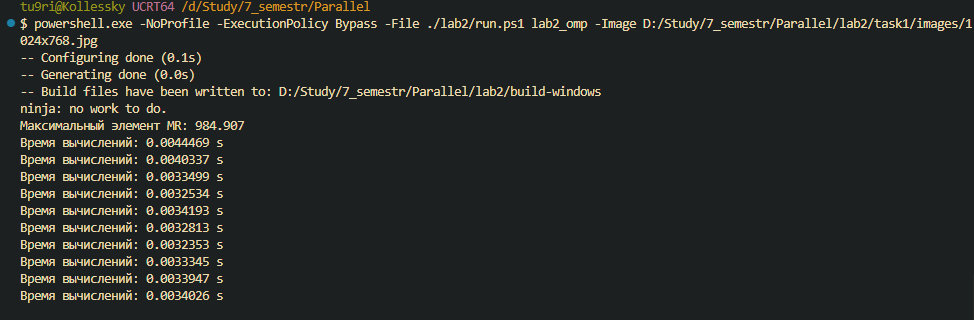 tu9ri@Kollessky UCRT64 /d/Study/7_semestr/Parallel
$ powershell.exe -NoProfile -ExecutionPolicy Bypass -File ./lab2/run.ps1 lab2_omp -Image D:/Study/7_semestr/Parallel/lab2/task1/images/1
024x768.jpg
-- Configuring done (0.1s)
-- Generating done (0.0s)
-- Build files have been written to: D:/Study/7_semestr/Parallel/lab2/build-windows
ninja: no work to do.
Максимальный элемент MR: 984.907
Время вычислений: 0.0044469 s
Время вычислений: 0.0040337 s
Время вычислений: 0.0033499 s
Время вычислений: 0.0032534 s
Время вычислений: 0.0034193 s
Время вычислений: 0.0032813 s
Время вычислений: 0.0032353 s
Время вычислений: 0.0033345 s
Время вычислений: 0.0033947 s
Время вычислений: 0.0034026 s